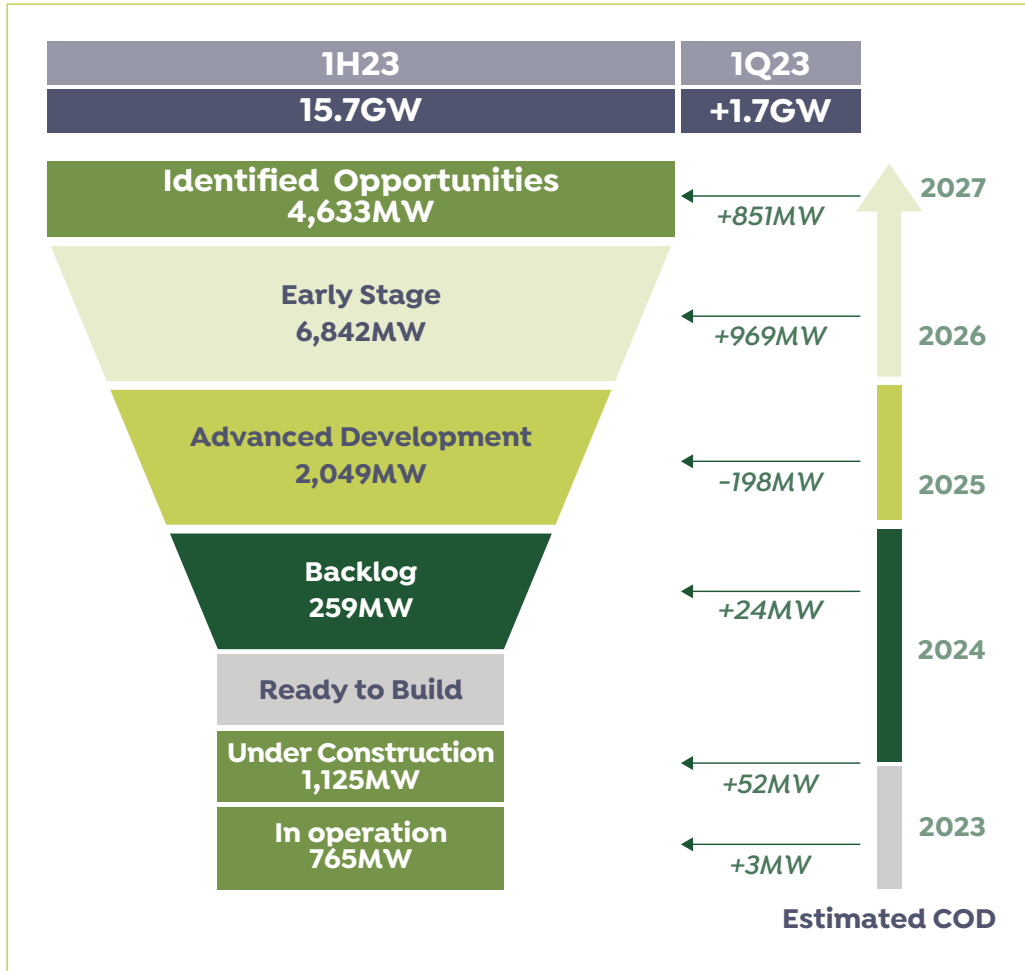 1H23
1Q23
15.7GW
+1.7GW
Identified Opportunities
4,633MW
+851MW
2027
Early Stage
6,842MW
+969MW
2026
Advanced Development
2,049MW
-198MW
2025
Backlog
259MW
+24MW
2024
Ready to Build
Under Construction
1,125MW
+52MW
In operation
765MW
+3MW
2023
Estimated COD